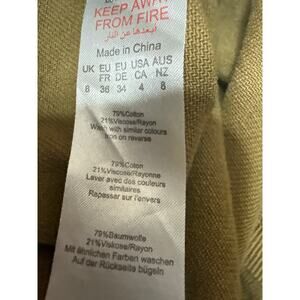 KEEP AWAY
FROM FIRE
ابعدها عن النار
Made in China
UK EU EU USA AUS
FR DE CA NZ
8 36 34 4 8
79%Cotton
21%Viscose/Rayon
Wash with similar colours
iron on reverse
79%Coton
21%Viscose/Rayonne
Laver avec des couleurs
similaires
Repasser sur l'envers
79%Baumwolle
21%Viskose/Rayon
Mit ähnlichen Farben waschen
Auf der Rückseite bügeln